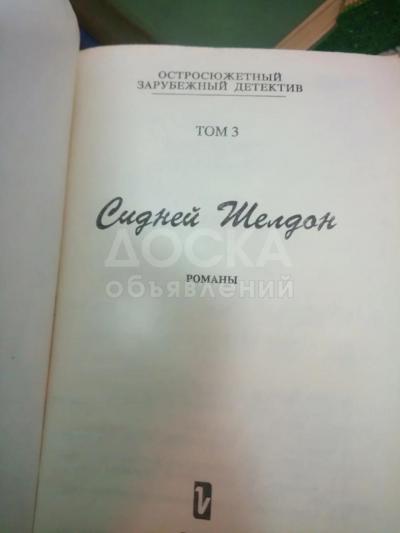 ОСТРОСЮЖЕТНЫЙ
ЗАРУБЕЖНЫЙ ДЕТЕКТИВ
ТОМ 3
Сидней Шелдон
ДОСКА
объявлений
РОМАНЫ